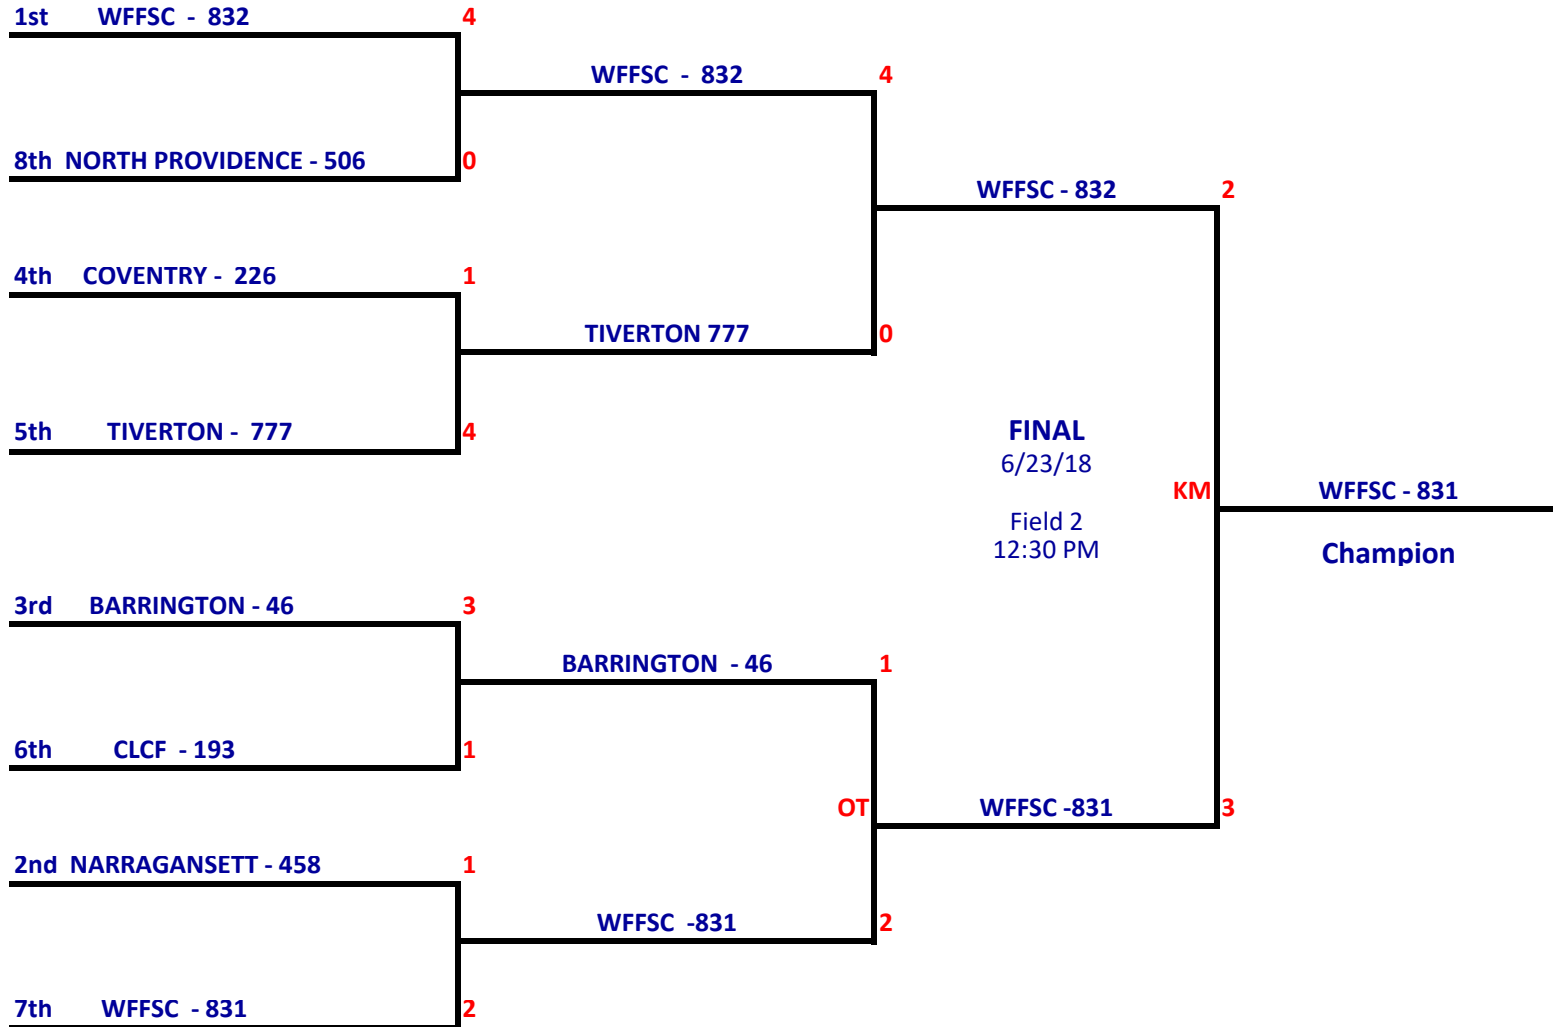 1st WFFSC - 832 4
WFFSC - 832 4
8th NORTH PROVIDENCE - 506 0
WFFSC - 832 2
4th COVENTRY - 226 1
TIVERTON 777 0
5th TIVERTON - 777 4
FINAL
6/23/18
KM WFFSC - 831
Field 2
12:30 PM
Champion
3rd BARRINGTON - 46 3
BARRINGTON - 46 1
6th CLCF - 193 1
OT WFFSC -831 3
2nd NARRAGANSETT - 458 1
WFFSC -831 2
7th WFFSC - 831 2